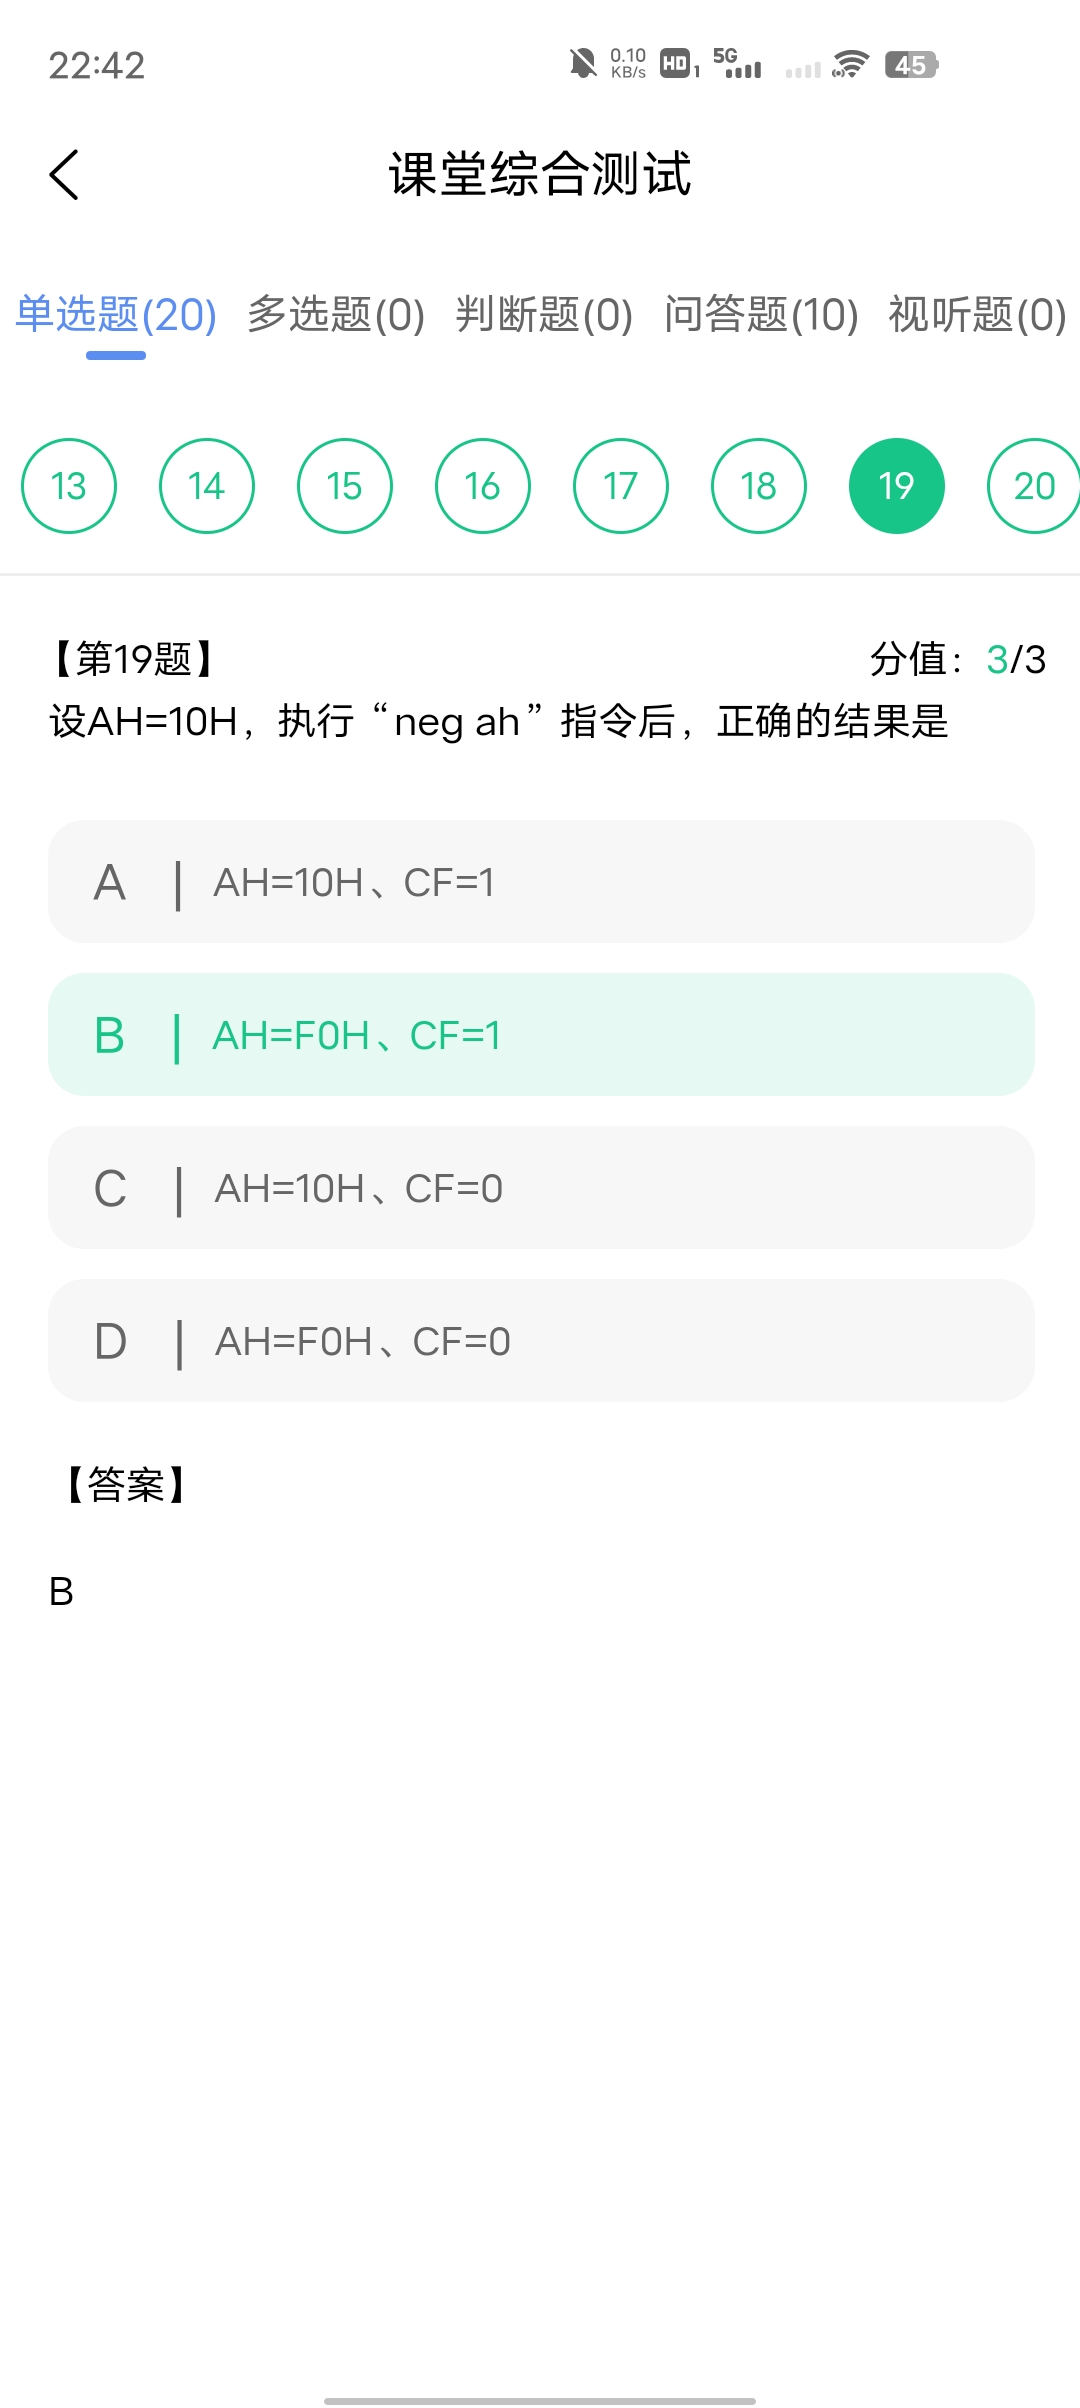 22:42 0.10 KB/s HD 1 5G 45
课堂综合测试
单选题(20) 多选题(0) 判断题(0) 问答题(10) 视听题(0)
13 14 15 16 17 18 19 20
【第19题】 分值：3/3
设AH=10H，执行“neg ah”指令后，正确的结果是
A | AH=10H、CF=1
B | AH=F0H、CF=1
C | AH=10H、CF=0
D | AH=F0H、CF=0
【答案】
B